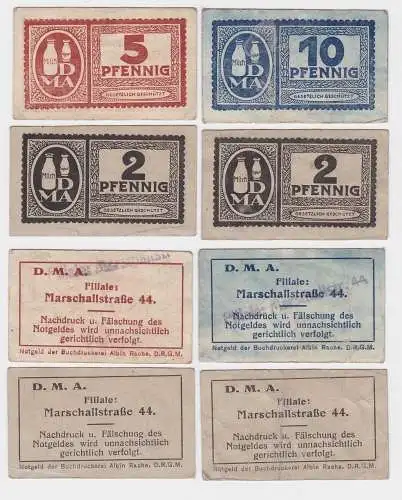 Milch
DMA
5
PFENNIG
GESETZLICH GESCHÜTZT
Milch
DMA
10
PFENNIG
GESETZLICH GESCHÜTZT
Milch
DMA
2
PFENNIG
GESETZLICH GESCHÜTZT
Milch
DMA
2
PFENNIG
GESETZLICH GESCHÜTZT
D. M. A.
Filiale:
Marschallstraße 44.
Nachdruck u. Fälschung des
Notgeldes wird unnachsichtlich
gerichtlich verfolgt.
Notgeld der Buchdruckerei Albin Rache, D.R.G.M.
D. M. A.
Filiale:
Marschallstraße 44.
Nachdruck u. Fälschung des
Notgeldes wird unnachsichtlich
gerichtlich verfolgt.
Notgeld der Buchdruckerei Albin Rache, D.R.G.M.
D. M. A.
Filiale:
Marschallstraße 44.
Nachdruck u. Fälschung des
Notgeldes wird unnachsichtlich
gerichtlich verfolgt.
Notgeld der Buchdruckerei Albin Rache, D.R.G.M.
D. M. A.
Filiale:
Marschallstraße 44.
Nachdruck u. Fälschung des
Notgeldes wird unnachsichtlich
gerichtlich verfolgt.
Notgeld der Buchdruckerei Albin Rache, D.R.G.M.